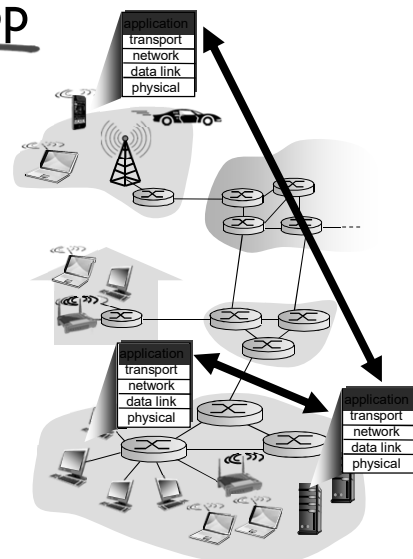 application
transport
network
data link
physical
application
transport
network
data link
physical
application
transport
network
data link
physical